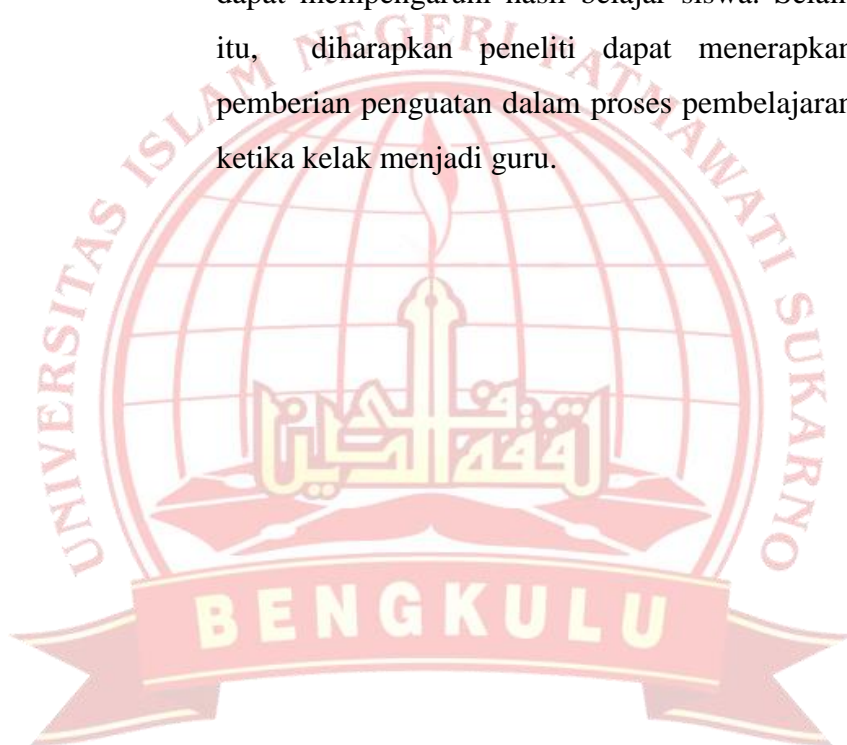 dapat mempengaruhi hasil belajar siswa. Selain
itu, diharapkan peneliti dapat menerapkan
pemberian penguatan dalam proses pembelajaran
ketika kelak menjadi guru.
UNIVERSITAS ISLAM NEGERI FATMAWATI SUKARNO
BENGKULU